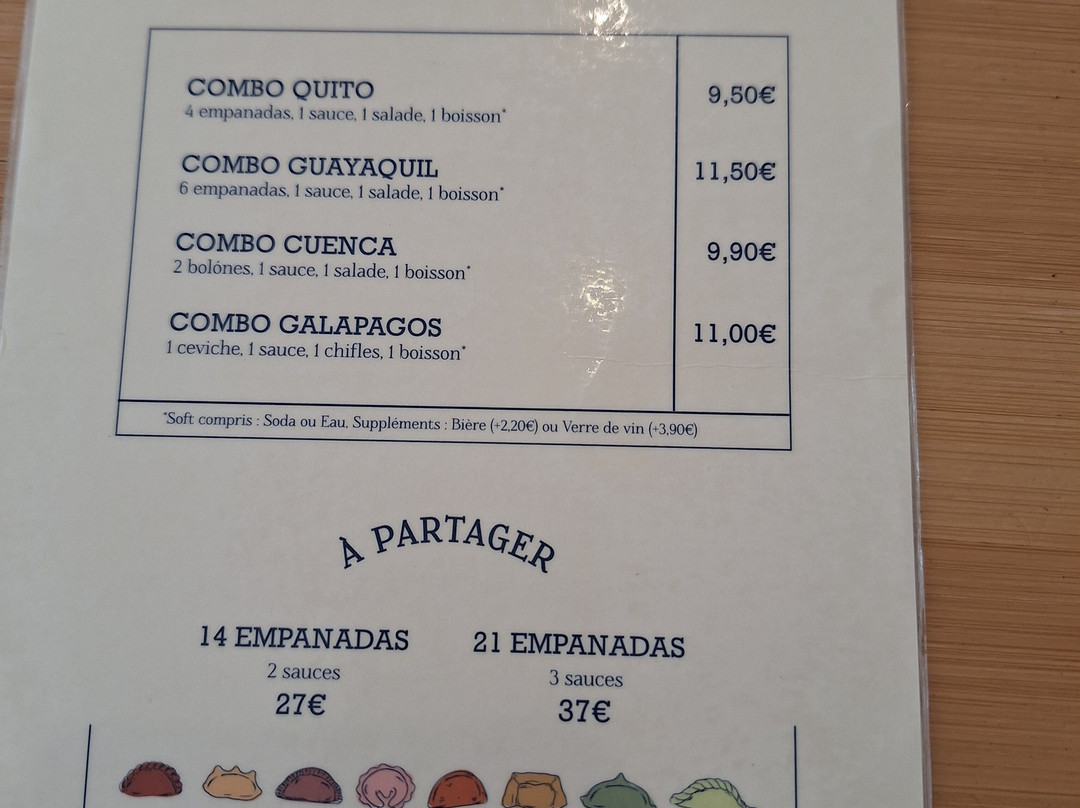 COMBO QUITO 9,50€
4 empanadas, 1 sauce, 1 salade, 1 boisson*
COMBO GUAYAQUIL 11,50€
6 empanadas, 1 sauce, 1 salade, 1 boisson*
COMBO CUENCA 9,90€
2 bolónes, 1 sauce, 1 salade, 1 boisson*
COMBO GALAPAGOS 11,00€
1 ceviche, 1 sauce, 1 chifles, 1 boisson*
*Soft compris : Soda ou Eau, Suppléments : Bière (+2,20€) ou Verre de vin (+3,90€)
À PARTAGER
14 EMPANADAS
2 sauces
27€
21 EMPANADAS
3 sauces
37€